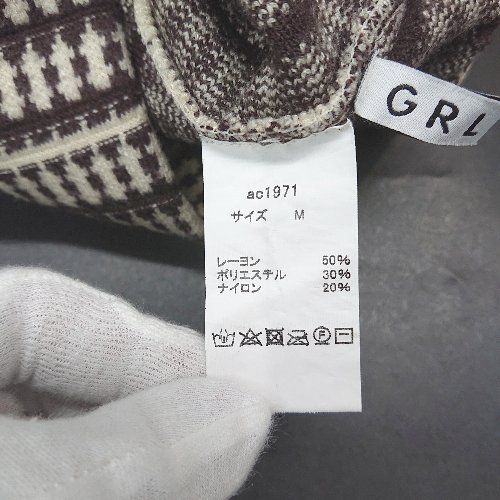 GRL
ac1971
サイズ M
レーヨン 50%
ポリエステル 30%
ナイロン 20%